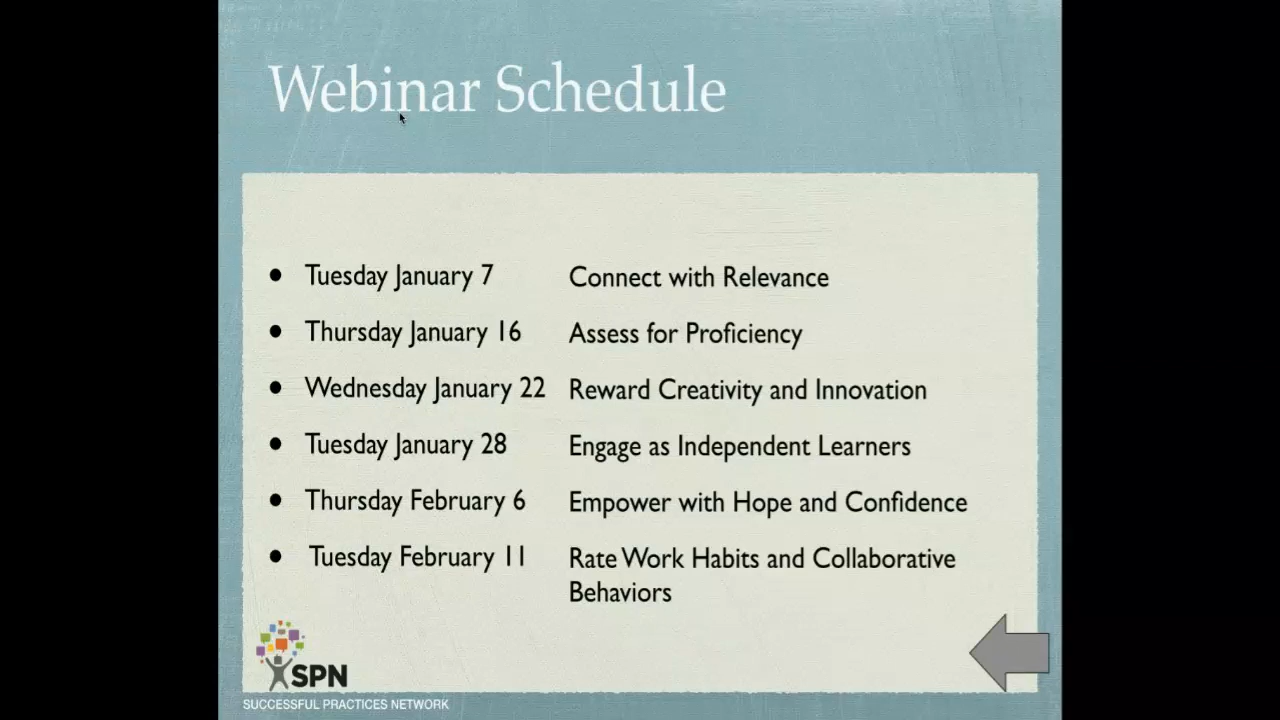 Webinar Schedule
• Tuesday January 7 Connect with Relevance
• Thursday January 16 Assess for Proficiency
• Wednesday January 22 Reward Creativity and Innovation
• Tuesday January 28 Engage as Independent Learners
• Thursday February 6 Empower with Hope and Confidence
• Tuesday February 11 Rate Work Habits and Collaborative
Behaviors
SPN
SUCCESSFUL PRACTICES NETWORK